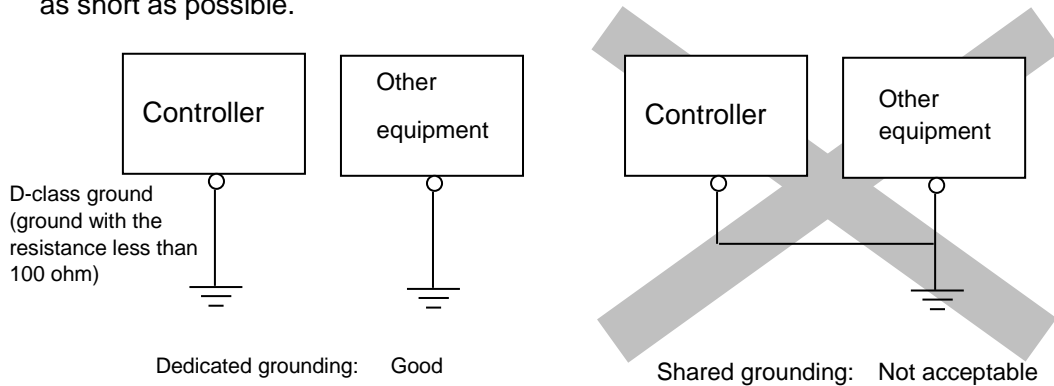 as short as possible.
Controller
Other
equipment
D-class ground
(ground with the
resistance less than
100 ohm)
Dedicated grounding: Good
Controller
Other
equipment
Shared grounding: Not acceptable